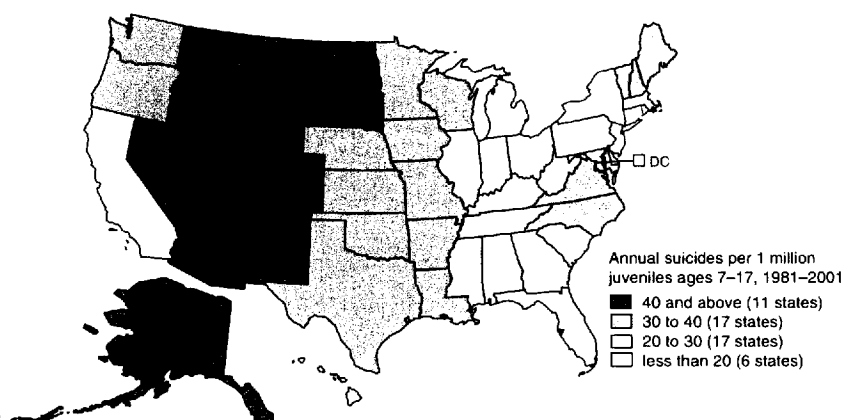 DC
Annual suicides per 1 million
juveniles ages 7–17, 1981–2001
40 and above (11 states)
30 to 40 (17 states)
20 to 30 (17 states)
less than 20 (6 states)